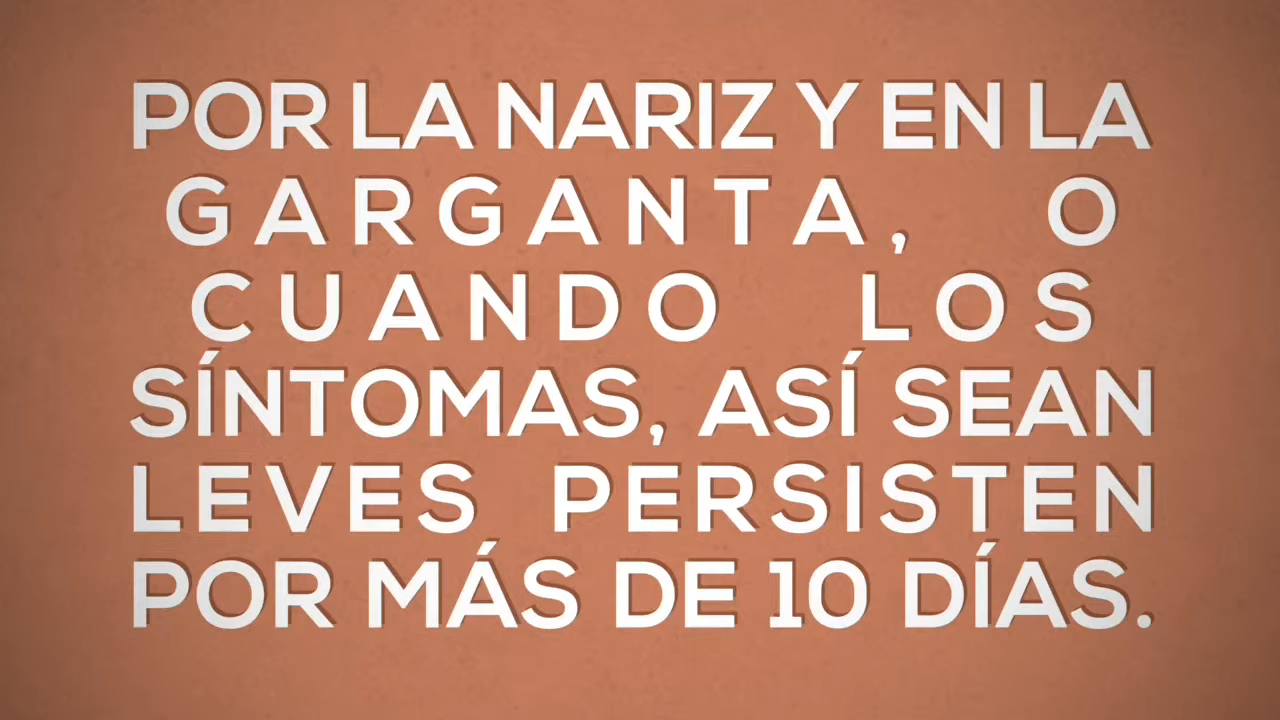 POR LA NARIZ Y EN LA
GARGANTA, O
CUANDO LOS
SÍNTOMAS, ASÍ SEAN
LEVES PERSISTEN
POR MÁS DE 10 DÍAS.